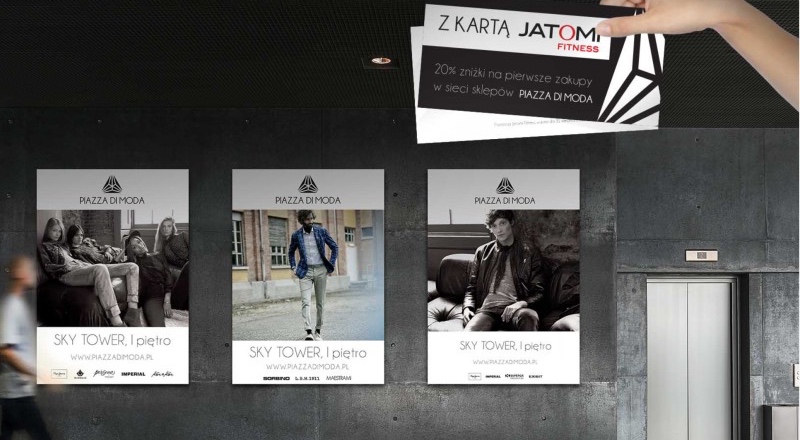 Z KARTĄ JATOMI
FITNESS
20% zniżki na pierwsze zakupy
w sieci sklepów PIAZZA DI MODA
PIAZZA DI MODA
SKY TOWER, I piętro
WWW.PIAZZADIMODA.PL
IMPERIAL
PIAZZA DI MODA
SKY TOWER, I piętro
WWW.PIAZZADIMODA.PL
SORBINO
MAESTRAMI
PIAZZA DI MODA
SKY TOWER, I piętro
WWW.PIAZZADIMODA.PL
IMPERIAL